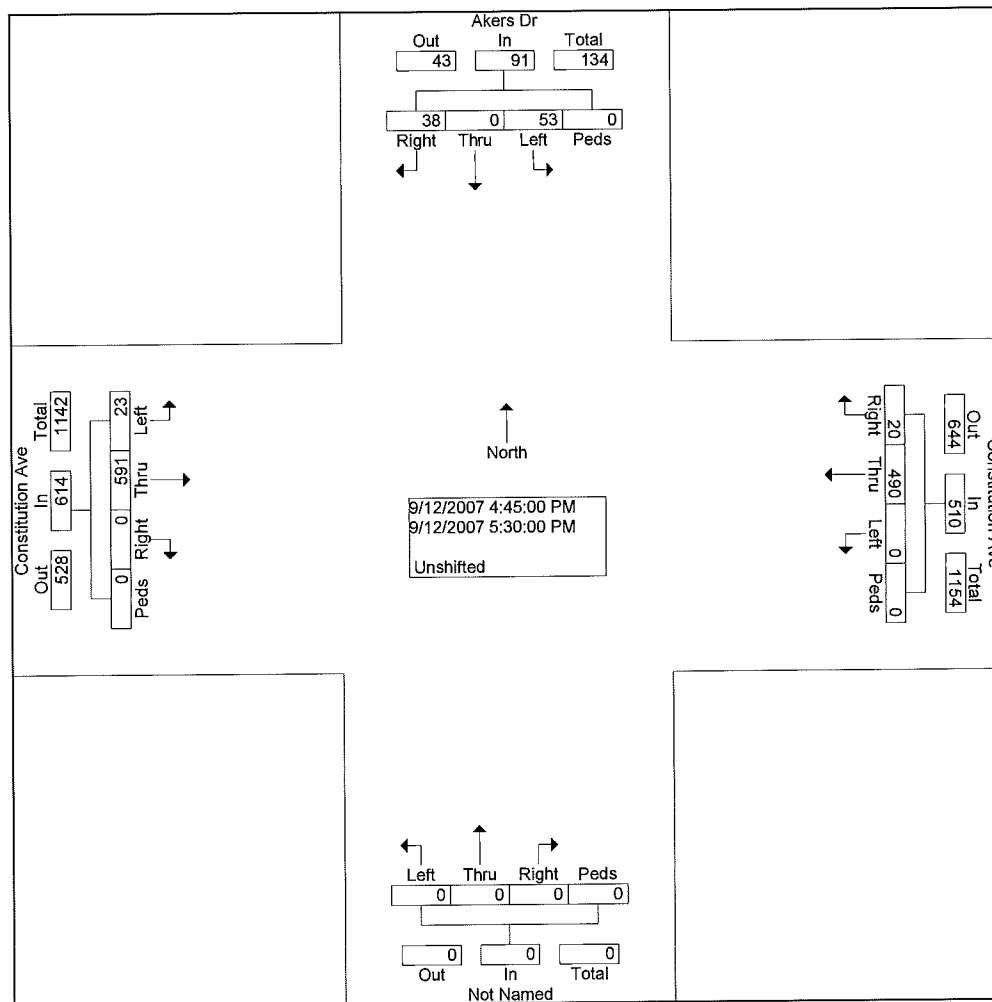 Akers Dr
Out In Total
43 91 134
38 0 53 0
Right Thru Left Peds
Constitution Ave
Total In Out
1142 614 528
23 591 0 0
Left Thru Right Peds
North
9/12/2007 4:45:00 PM
9/12/2007 5:30:00 PM
Unshifted
Right Thru Left Peds
20 490 0 0
Out In Total
644 510 1154
Constitution Ave
Left Thru Right Peds
0 0 0 0
0 0 0
Out In Total
Not Named